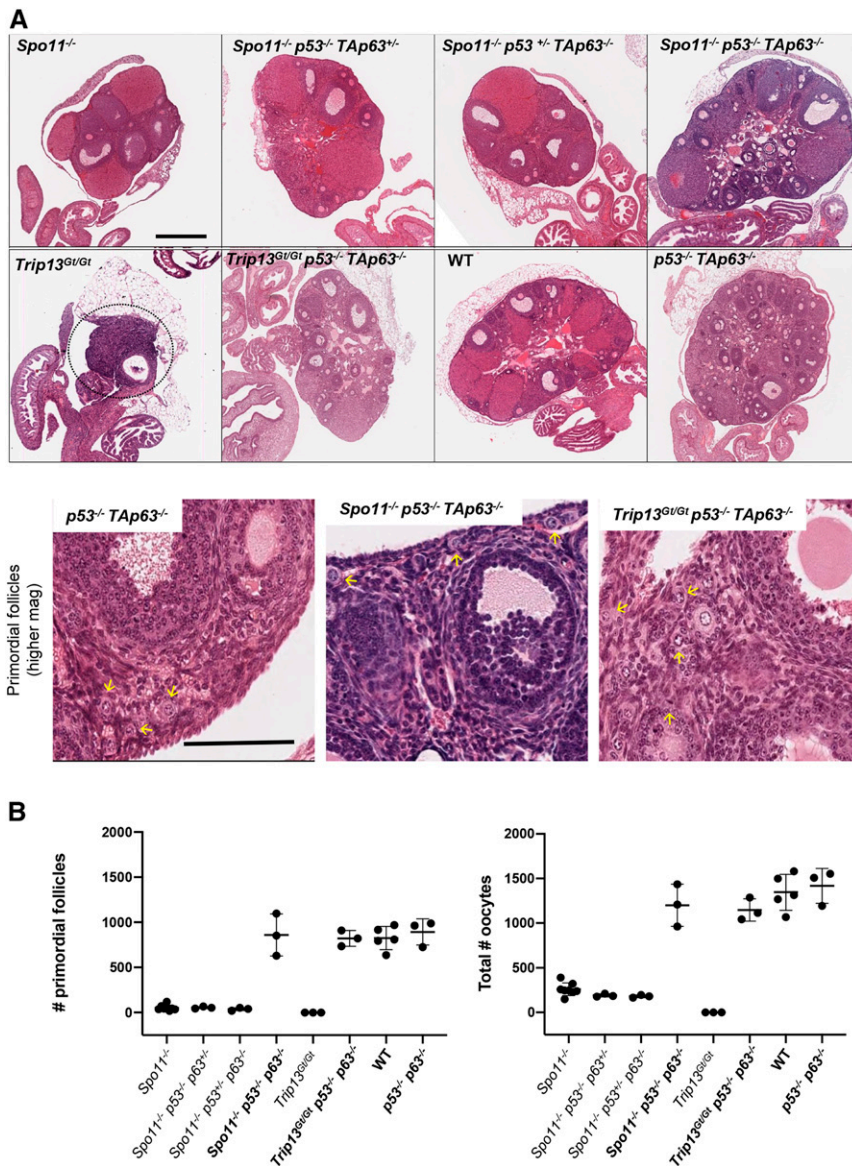 A
Spo11-/-
Spo11-/- p53-/- TAp63+/-
Spo11-/- p53 +/- TAp63-/-
Spo11-/- p53-/- TAp63-/-
Trip13Gt/Gt
Trip13Gt/Gt p53-/- TAp63-/-
WT
p53-/- TAp63-/-
Primordial follicles
(higher mag)
p53-/- TAp63-/-
Spo11-/- p53-/- TAp63-/-
Trip13Gt/Gt p53-/- TAp63-/-
B
# primordial follicles
2000
1500
1000
500
0
Spo11-/-
Spo11-/- p53-/- p63+/-
Spo11-/- p53+/- p63-/-
Spo11-/- p53-/- p63-/-
Trip13Gt/Gt
Trip13Gt/Gt p53-/- p63-/-
WT
p53-/- p63-/-
Total # oocytes
2000
1500
1000
500
0
Spo11-/-
Spo11-/- p53-/- p63+/-
Spo11-/- p53+/- p63-/-
Spo11-/- p53-/- p63-/-
Trip13Gt/Gt
Trip13Gt/Gt p53-/- p63-/-
WT
p53-/- p63-/-